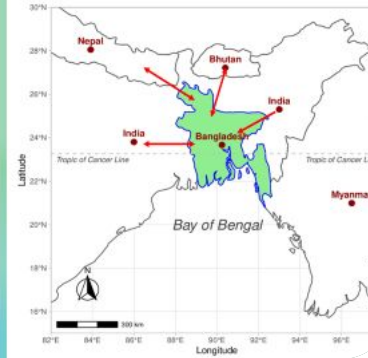 30°N
28°N
26°N
24°N
22°N
20°N
18°N
16°N
Latitude
Nepal
Bhutan
India
India
Bangladesh
Tropic of Cancer Line
Tropic of Cancer L
Myanma
Bay of Bengal
N
300 km
82°E
84°E
86°E
88°E
90°E
92°E
94°E
96°E
Longitude